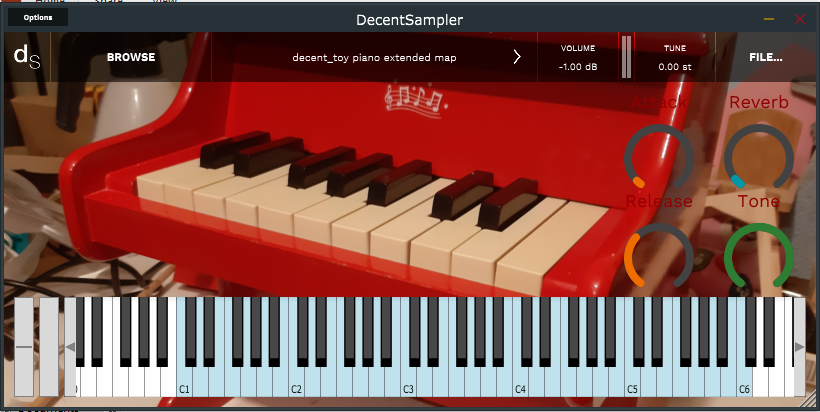 Options
DecentSampler
ds
BROWSE
decent_toy piano extended map
VOLUME
-1.00 dB
TUNE
0.00 st
FILE...
Attack
Reverb
Release
Tone
C1
C2
C3
C4
C5
C6